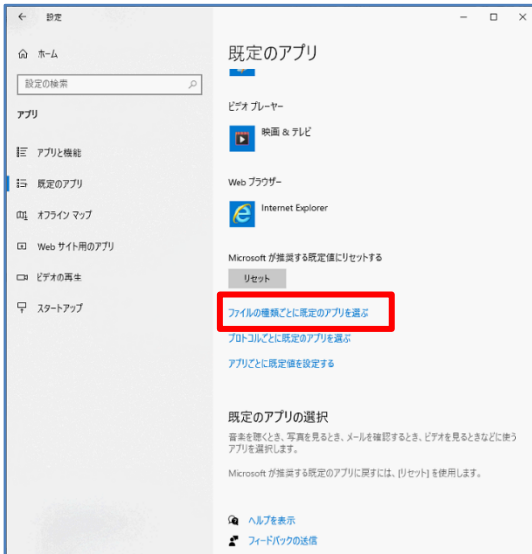 設定
ホーム
設定の検索
アプリ
アプリと機能
既定のアプリ
オフライン マップ
Web サイト用のアプリ
ビデオの再生
スタートアップ
既定のアプリ
ビデオ プレーヤー
映画 & テレビ
Web ブラウザー
Internet Explorer
Microsoft が推奨する既定値にリセットする
リセット
ファイルの種類ごとに既定のアプリを選ぶ
プロトコルごとに既定のアプリを選ぶ
アプリごとに既定値を設定する
既定のアプリの選択
音楽を聴くとき、写真を見るとき、メールを確認するとき、ビデオを見るときなどに使う
アプリを選択します。
Microsoft が推奨する既定のアプリに戻すには、[リセット] を使用します。
ヘルプを表示
フィードバックの送信